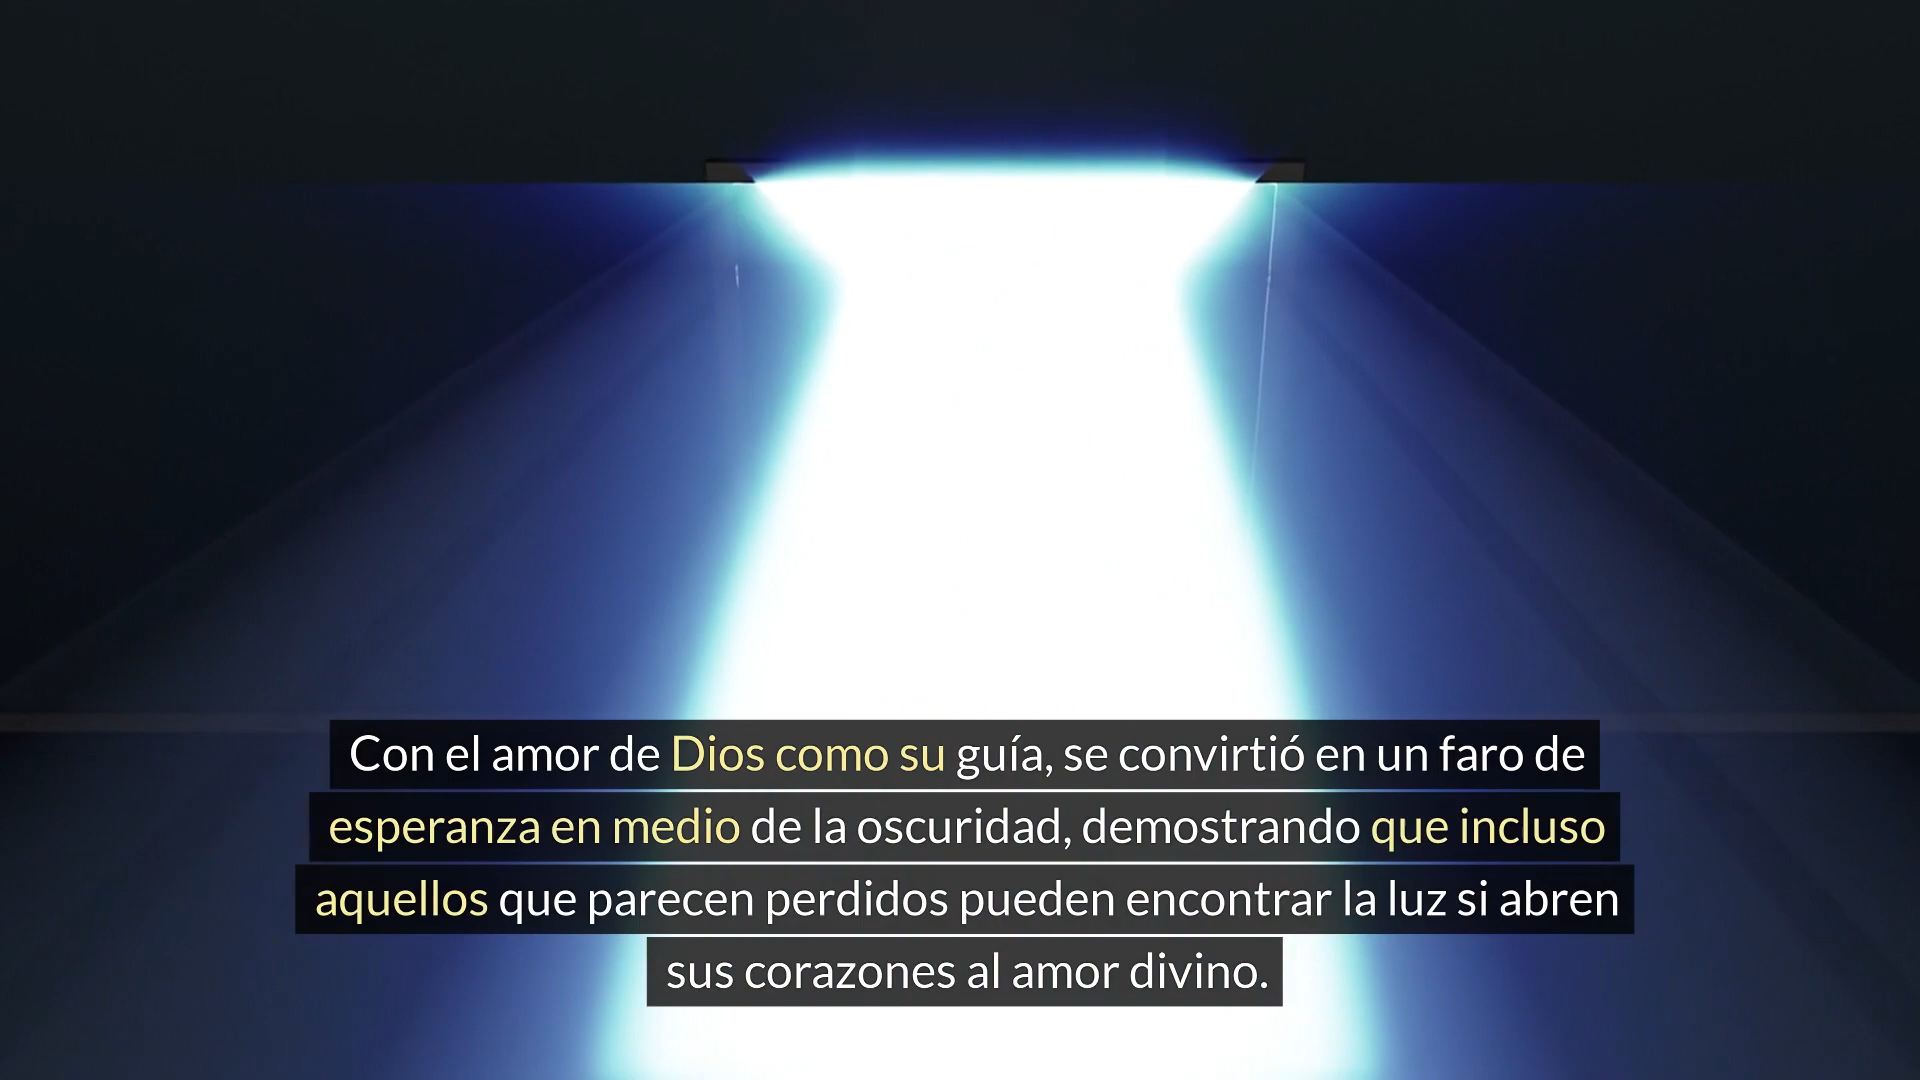 Con el amor de Dios como su guía, se convirtió en un faro de
esperanza en medio de la oscuridad, demostrando que incluso
aquellos que parecen perdidos pueden encontrar la luz si abren
sus corazones al amor divino.